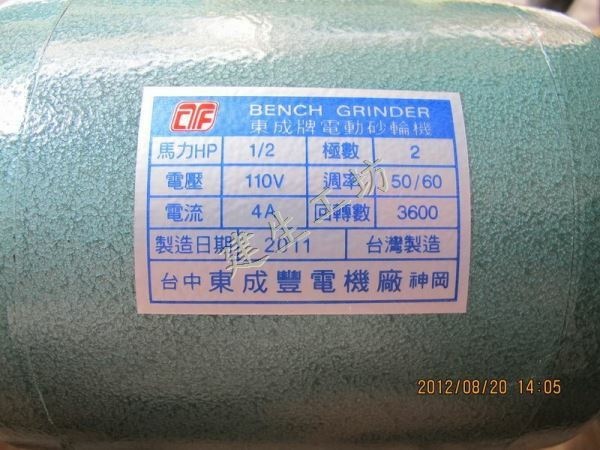 CTF
BENCH GRINDER
東成牌電動砂輪機
馬力HP 1/2 極數 2
電壓 110V 週率 50/60
電流 4A 回轉數 3600
製造日期 2011 台灣製造
台中東成豐電機廠神岡
建生工坊
2012/08/20 14:05